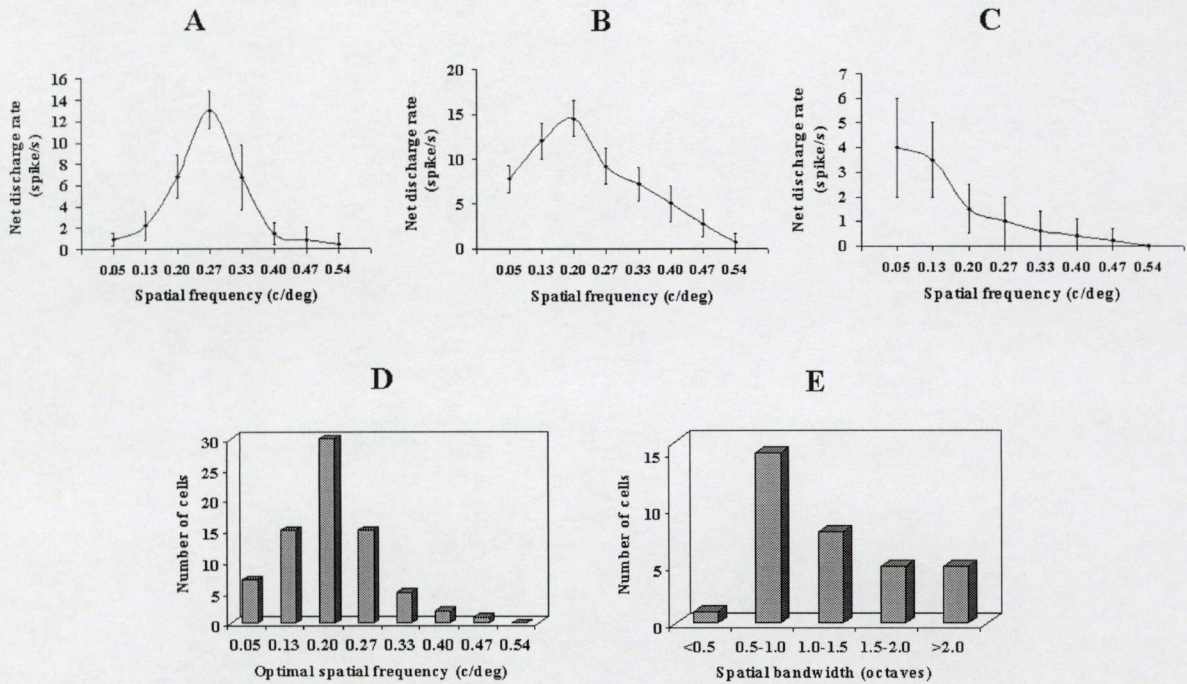 A
Net discharge rate
(spike/s)
16
14
12
10
8
6
4
2
0
0.05 0.13 0.20 0.27 0.33 0.40 0.47 0.54
Spatial frequency (c/deg)
B
Net discharge rate
(spike/s)
20
15
10
5
0
0.05 0.13 0.20 0.27 0.33 0.40 0.47 0.54
Spatial frequency (c/deg)
C
Net discharge rate
(spike/s)
7
6
5
4
3
2
1
0
0.05 0.13 0.20 0.27 0.33 0.40 0.47 0.54
Spatial frequency (c/deg)
D
Number of cells
30
25
20
15
10
5
0
0.05 0.13 0.20 0.27 0.33 0.40 0.47 0.54
Optimal spatial frequency (c/deg)
E
Number of cells
15
10
5
0
<0.5 0.5-1.0 1.0-1.5 1.5-2.0 >2.0
Spatial bandwidth (octaves)